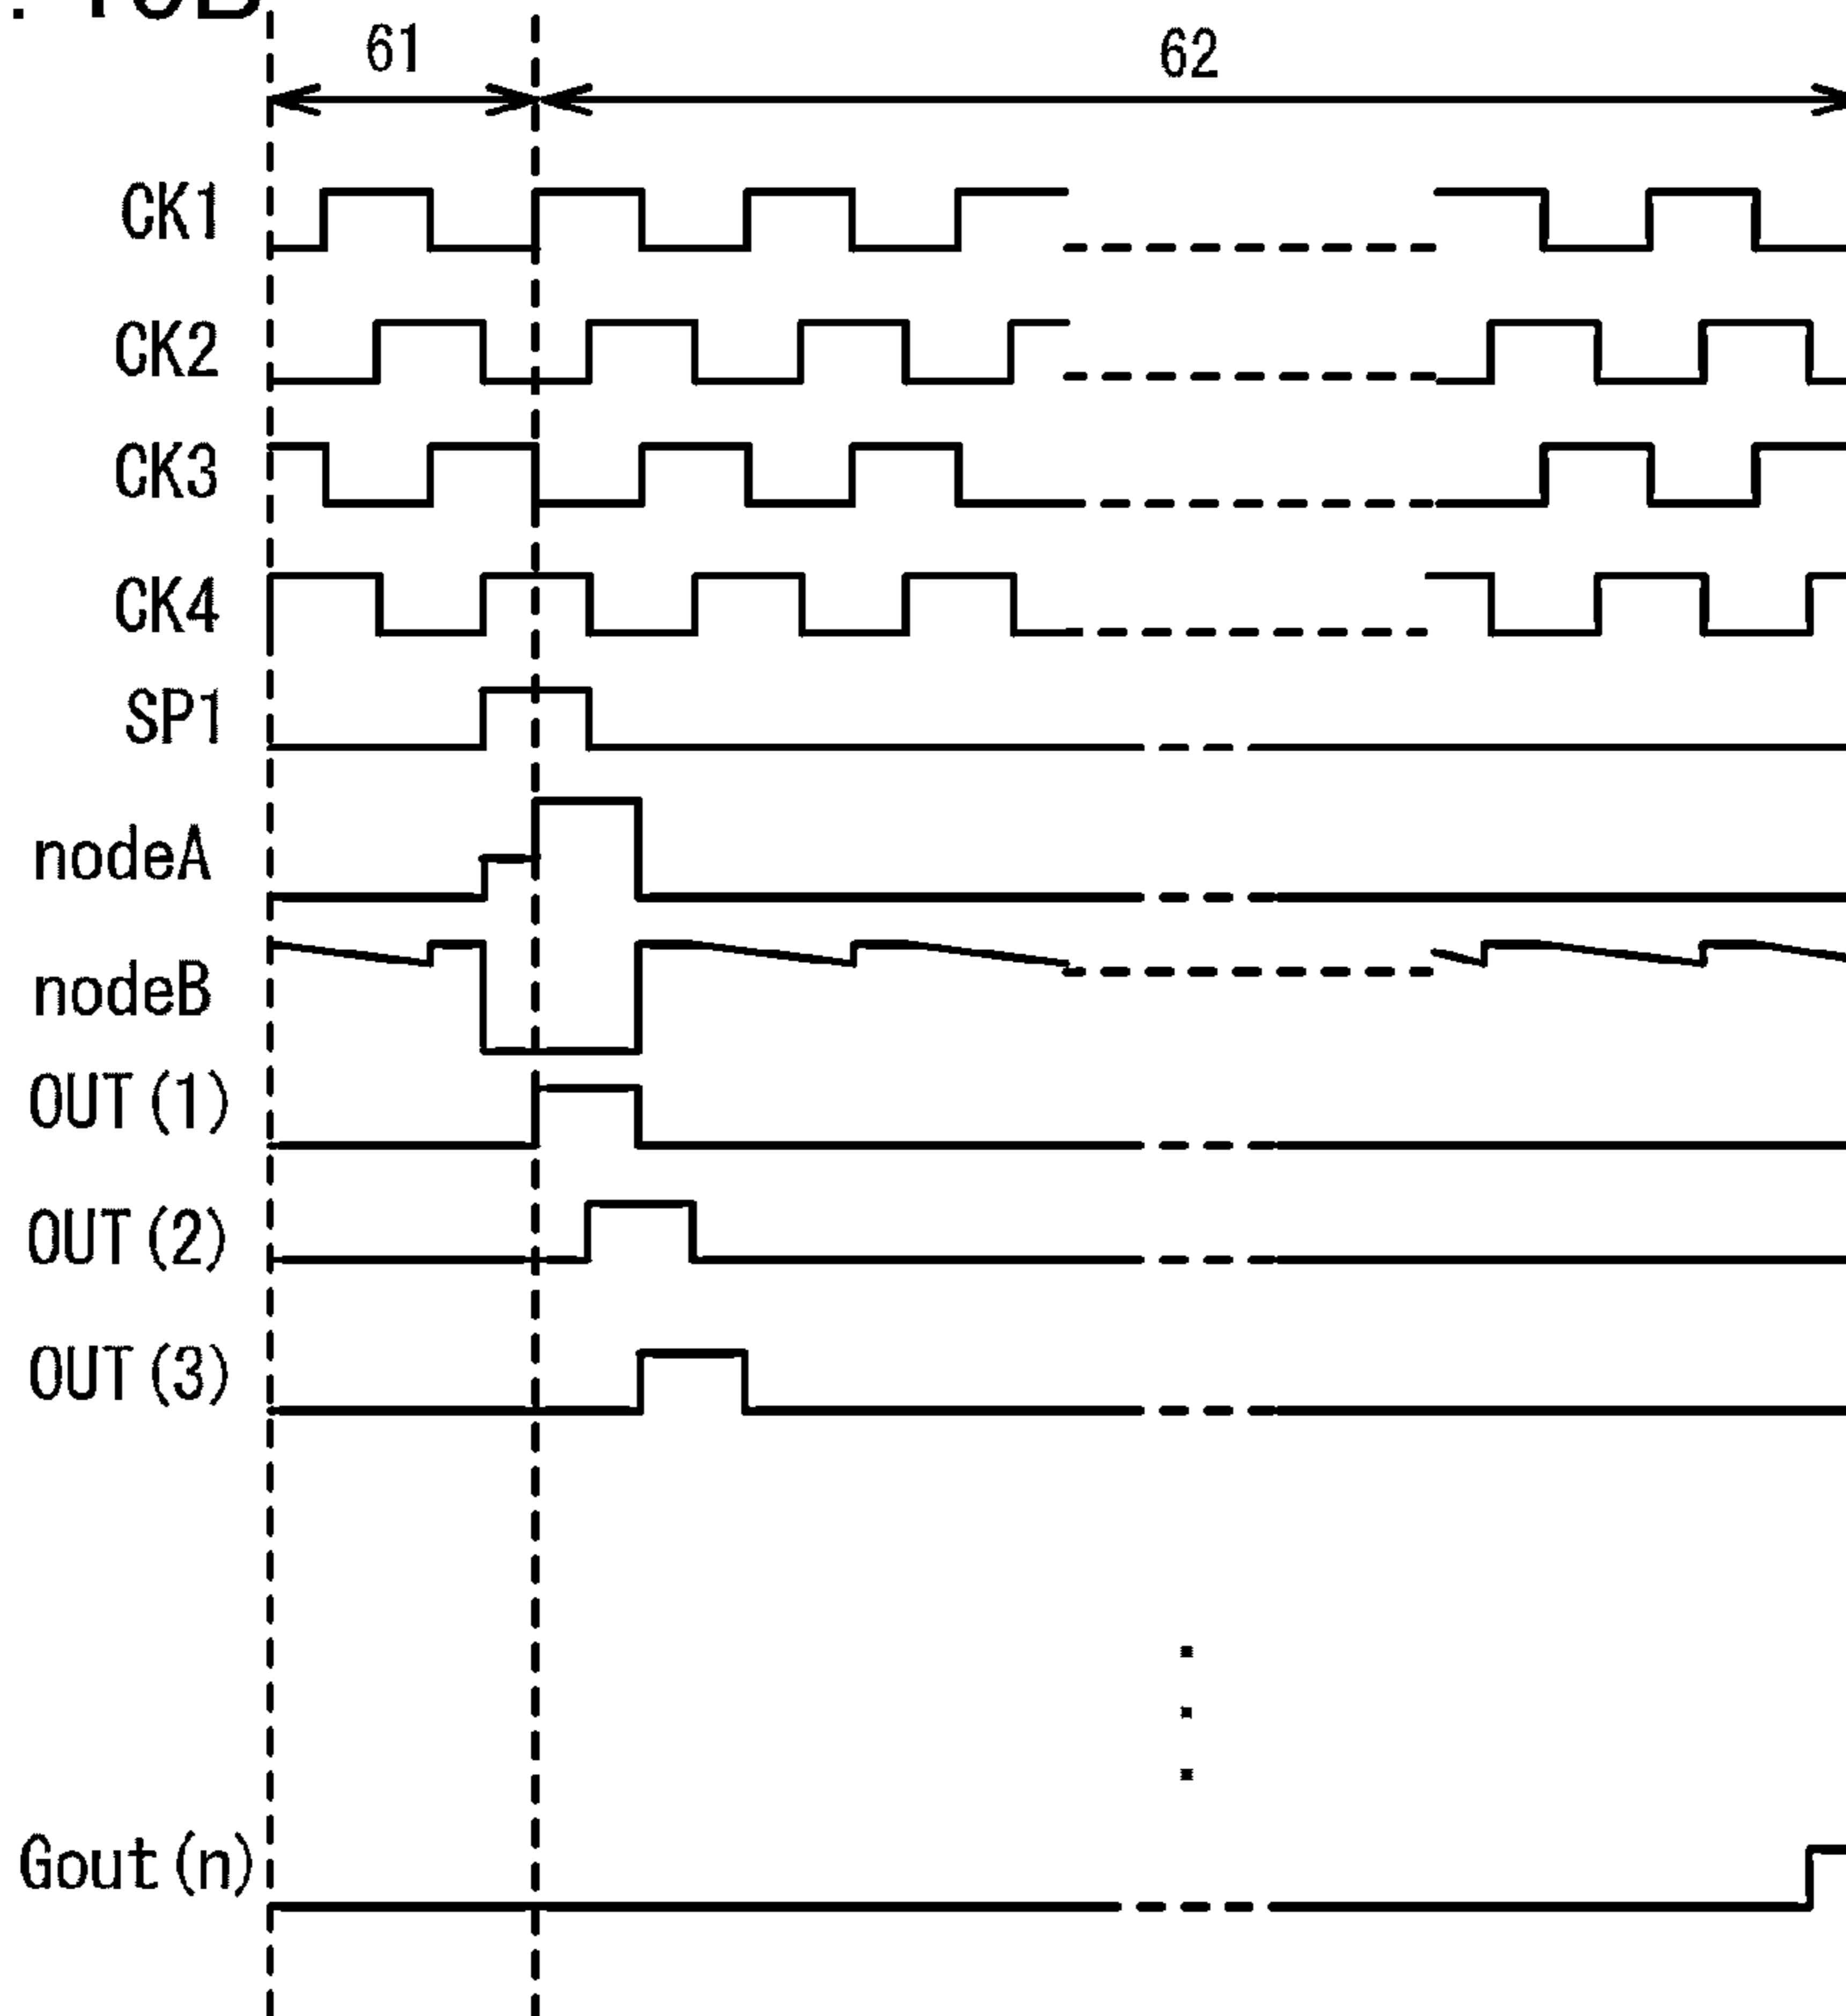 61
62
CK1
CK2
CK3
CK4
SP1
nodeA
nodeB
OUT(1)
OUT(2)
OUT(3)
Gout(n)